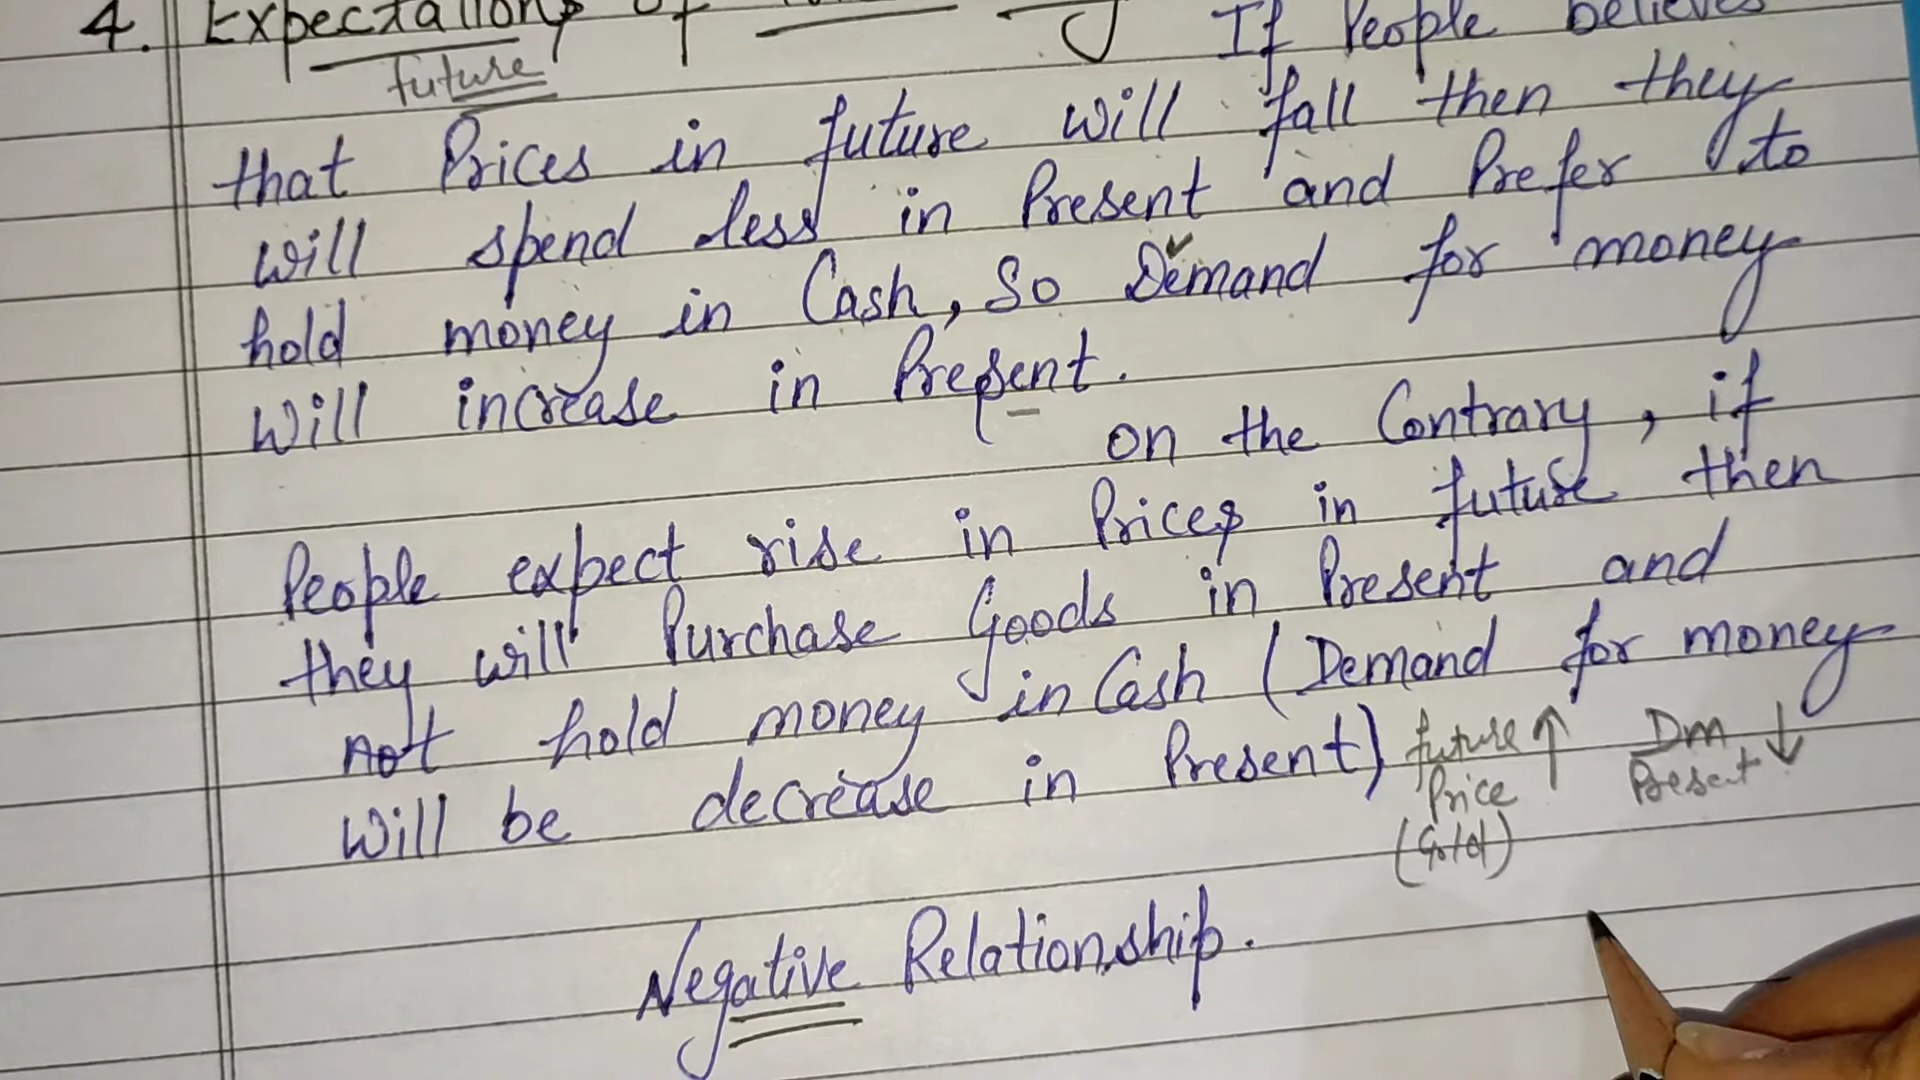 4. Expectations of
future
If People believes
that Prices in future will fall then they
will spend less in Present and Prefer to
hold money in Cash, So Demand for money
will increase in Present.
on the Contrary, if
People expect rise in Prices in future then
they will Purchase Goods in Present and
not hold money in Cash (Demand for money
will be decrease in Present)
future ↑ Dm ↓
Price Present
(Gold)
Negative Relationship.